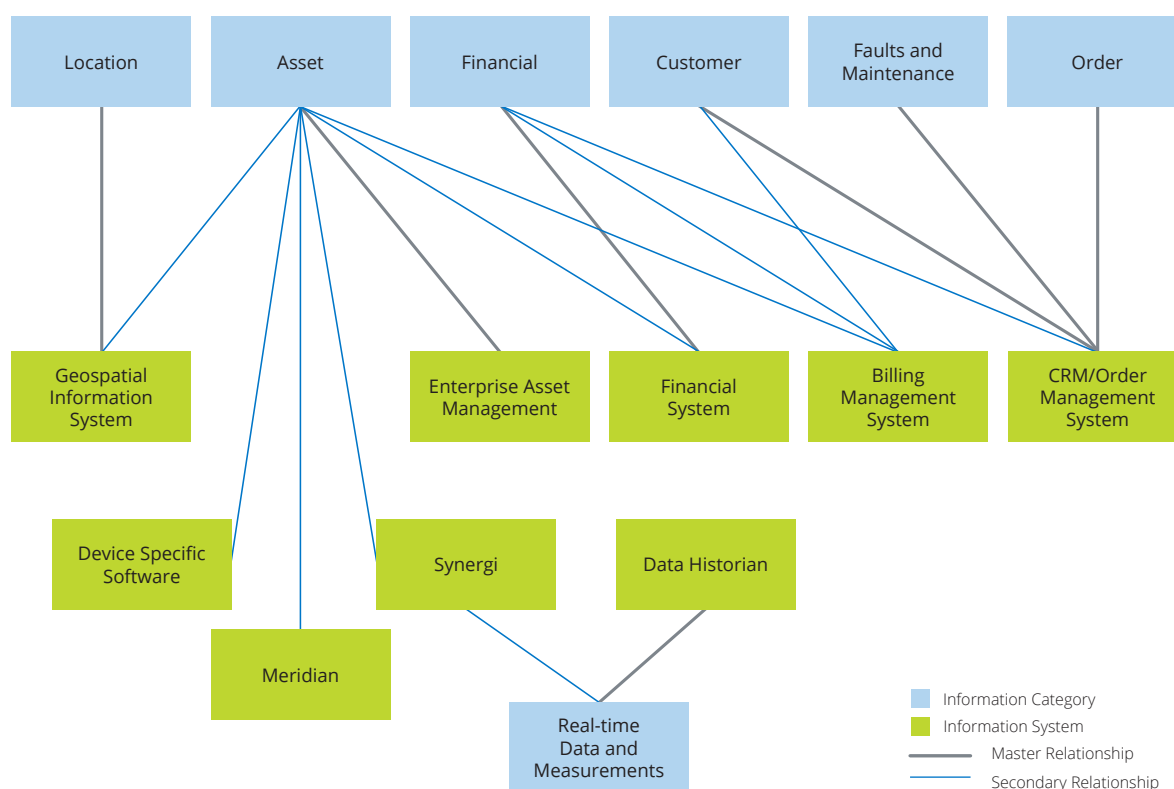 Location
Asset
Financial
Customer
Faults and
Maintenance
Order
Geospatial
Information
System
Enterprise Asset
Management
Financial
System
Billing
Management
System
CRM/Order
Management
System
Device Specific
Software
Synergi
Data Historian
Meridian
Real-time
Data and
Measurements
Information Category
Information System
Master Relationship
Secondary Relationship